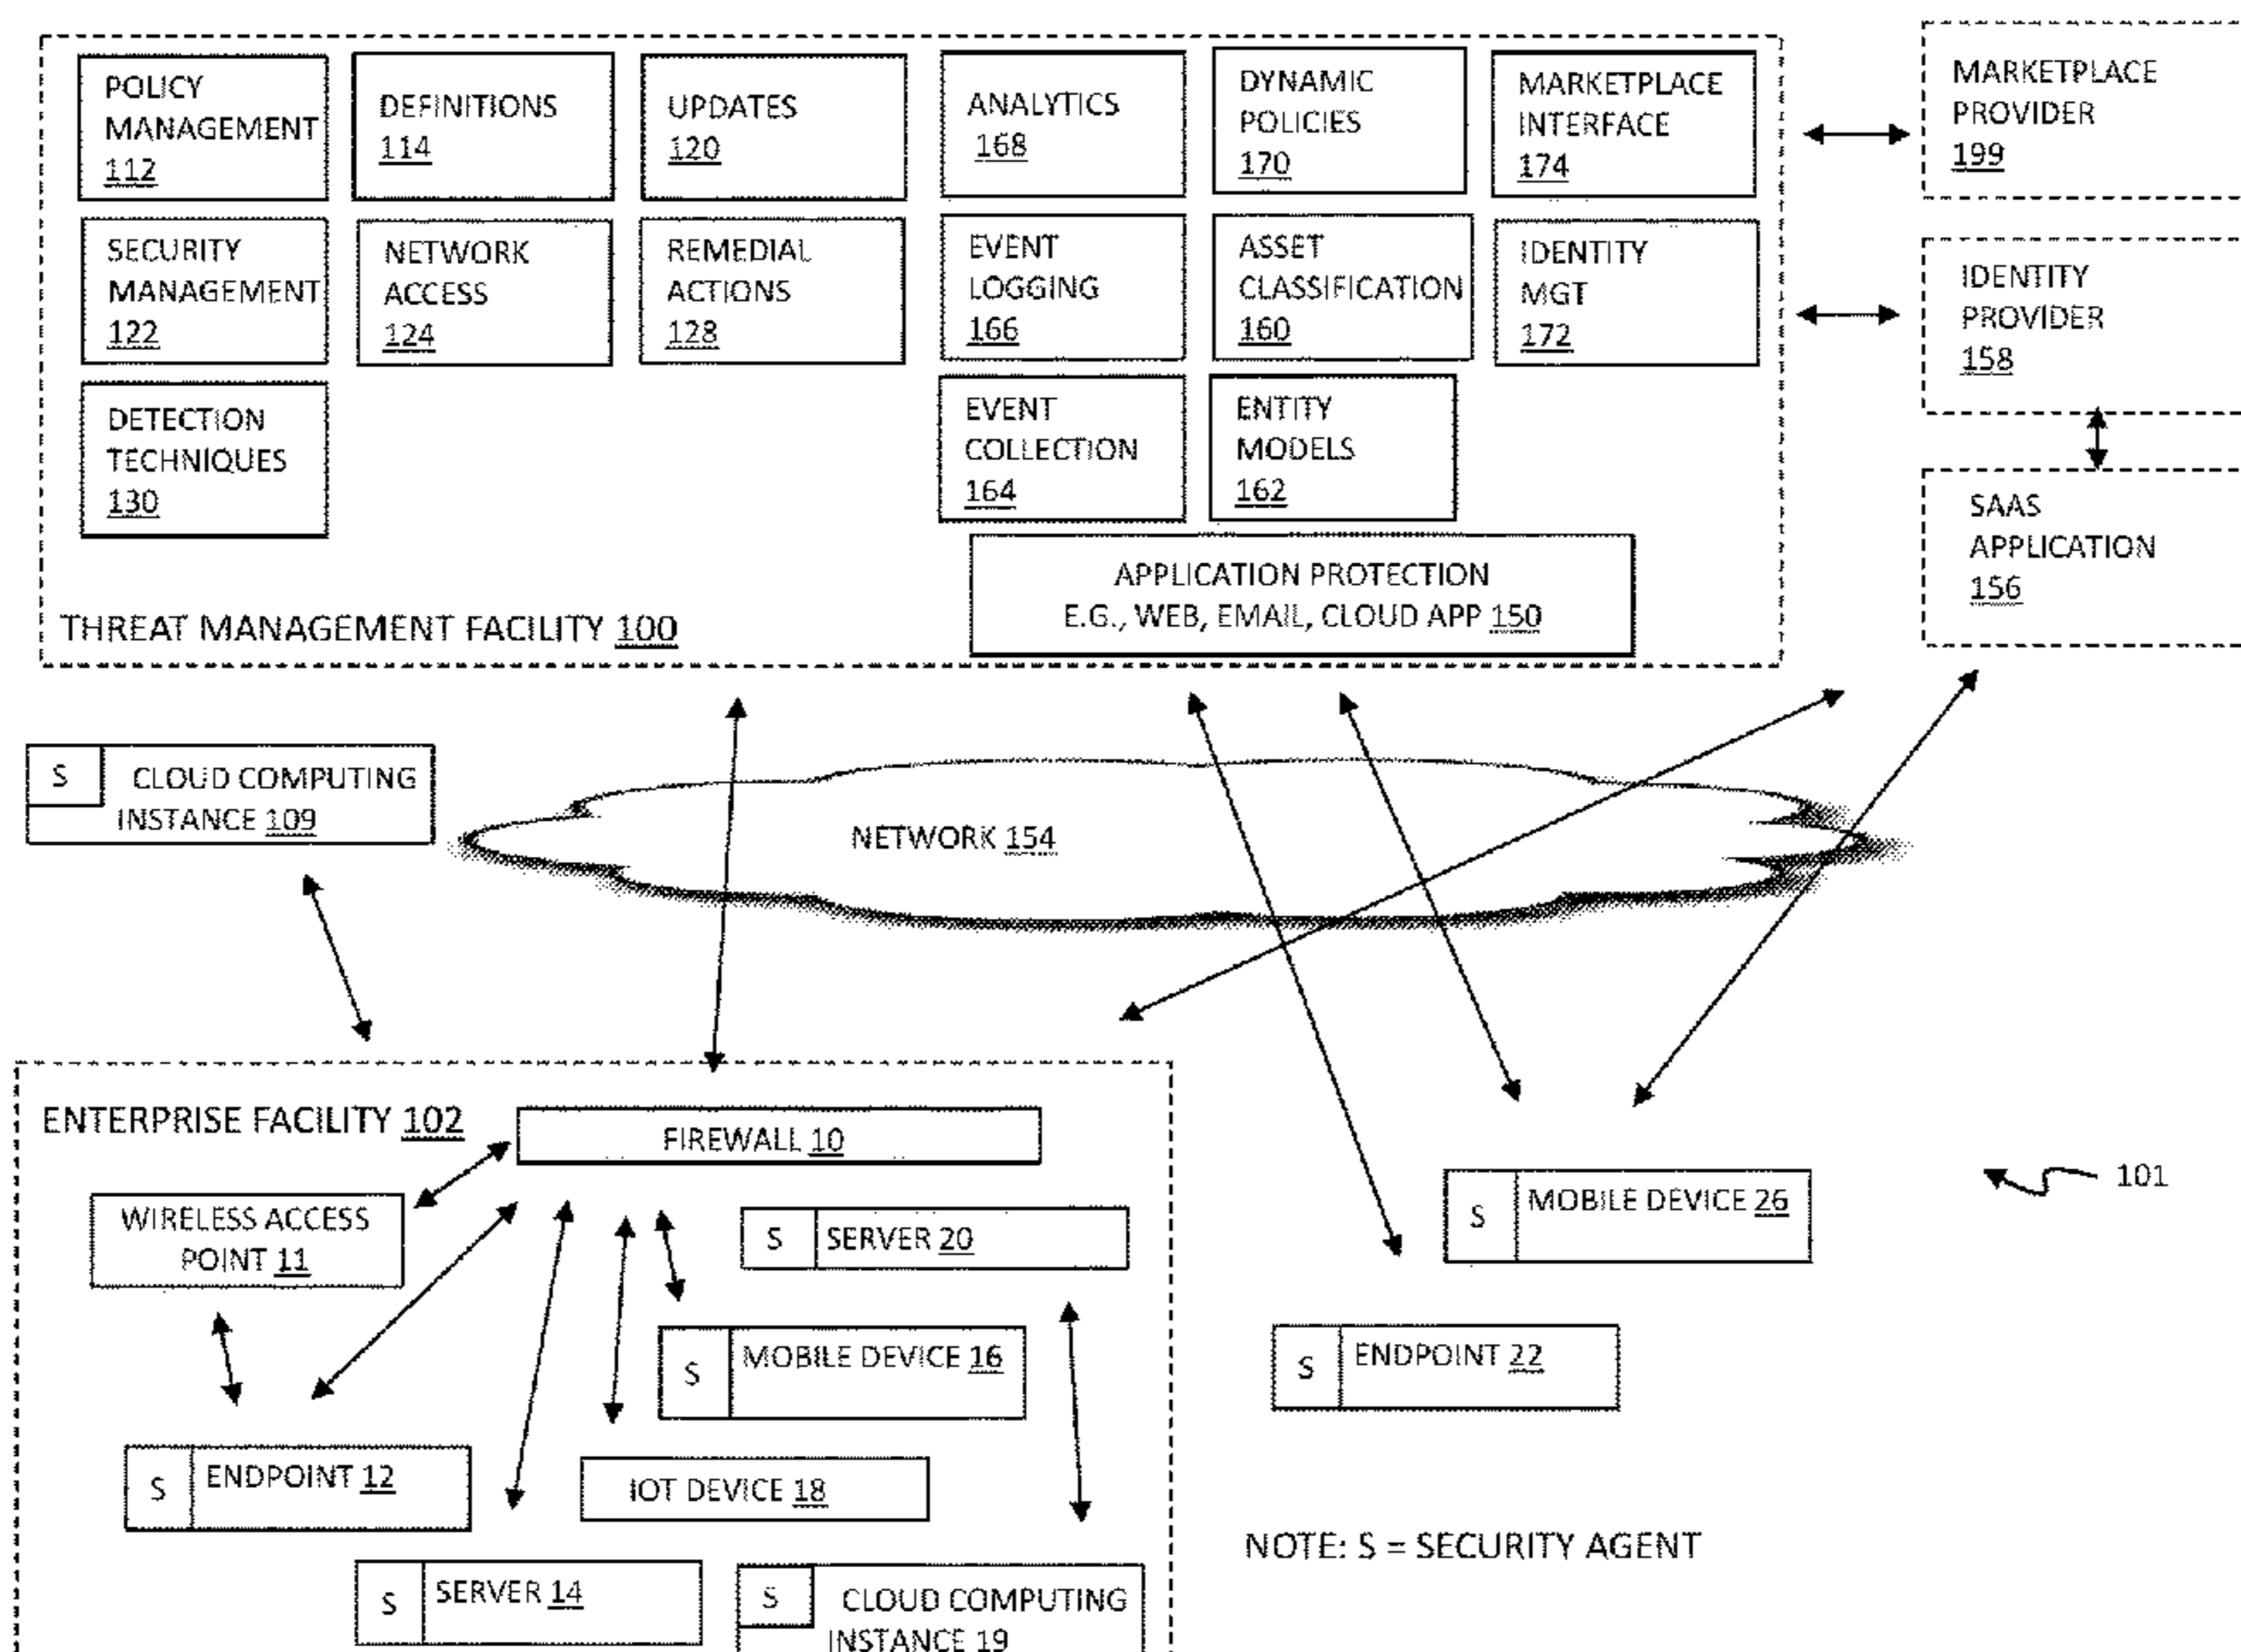 POLICY
MANAGEMENT
112
DEFINITIONS
114
UPDATES
120
ANALYTICS
168
DYNAMIC
POLICIES
170
MARKETPLACE
INTERFACE
174
MARKETPLACE
PROVIDER
199
SECURITY
MANAGEMENT
122
NETWORK
ACCESS
124
REMEDIAL
ACTIONS
128
EVENT
LOGGING
166
ASSET
CLASSIFICATION
160
IDENTITY
MGT
172
IDENTITY
PROVIDER
158
DETECTION
TECHNIQUES
130
EVENT
COLLECTION
164
ENTITY
MODELS
162
SAAS
APPLICATION
156
APPLICATION PROTECTION
E.G., WEB, EMAIL, CLOUD APP 150
THREAT MANAGEMENT FACILITY 100
S CLOUD COMPUTING
INSTANCE 109
NETWORK 154
ENTERPRISE FACILITY 102
FIREWALL 10
WIRELESS ACCESS
POINT 11
S SERVER 20
S MOBILE DEVICE 26
101
S MOBILE DEVICE 16
S ENDPOINT 22
S ENDPOINT 12
IOT DEVICE 18
NOTE: S = SECURITY AGENT
S SERVER 14
S CLOUD COMPUTING
INSTANCE 19